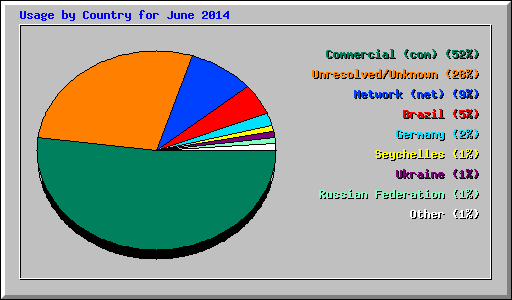 Usage by Country for June 2014
Commercial (com) (52%)
Unresolved/Unknown (28%)
Network (net) (9%)
Brazil (5%)
Germany (2%)
Seychelles (1%)
Ukraine (1%)
Russian Federation (1%)
Other (1%)